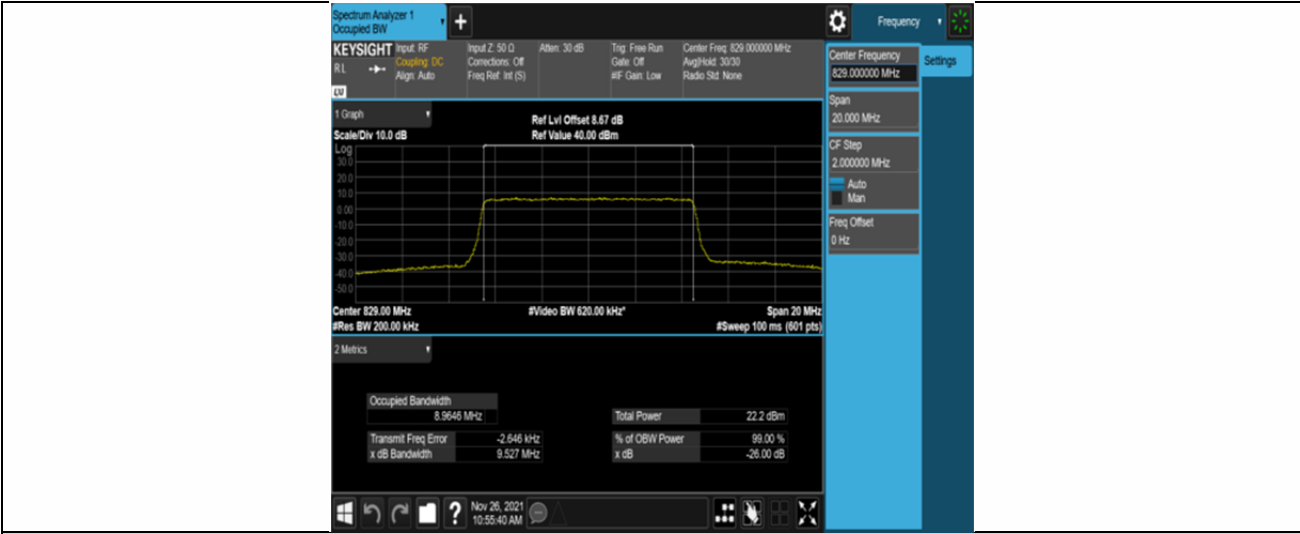 Spectrum Analyzer 1
Occupied BW
Frequency
KEYSIGHT
Input: RF
Coupling: DC
Align: Auto
Input Z: 50 Ω
Corrections: Off
Freq Ref: Int (S)
Atten: 30 dB
Trig: Free Run
Gate: Off
#IF Gain: Low
Center Freq: 829.000000 MHz
Avg|Hold: 30/30
Radio Std: None
R L
LXI
1 Graph
Ref Lvl Offset 8.67 dB
Scale/Div 10.0 dB
Ref Value 40.00 dBm
Log
30.0
20.0
10.0
0.00
-10.0
-20.0
-30.0
-40.0
-50.0
Center 829.00 MHz
#Video BW 620.00 kHz*
Span 20 MHz
#Res BW 200.00 kHz
#Sweep 100 ms (601 pts)
2 Metrics
Occupied Bandwidth
8.9646 MHz
Total Power 22.2 dBm
Transmit Freq Error -2.646 kHz
% of OBW Power 99.00 %
x dB Bandwidth 9.527 MHz
x dB -26.00 dB
Center Frequency
829.000000 MHz
Settings
Span
20.000 MHz
CF Step
2.000000 MHz
Auto
Man
Freq Offset
0 Hz
?
Nov 26, 2021
10:55:40 AM